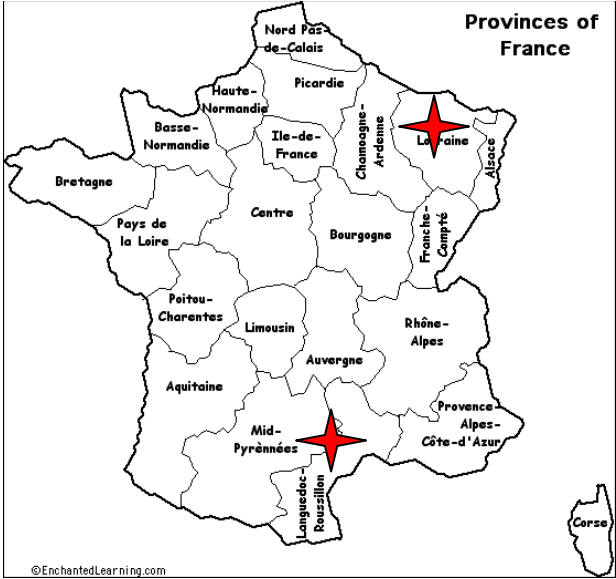 Provinces of
France
Nord Pas
de-Calais
Picardie
Haute-
Normandie
Basse-
Normandie
Ile-de-
France
Chamoagne-
Ardenne
Lorraine
Alsace
Bretagne
Pays de
la Loire
Centre
Bourgogne
Franche-
Compté
Poitou-
Charentes
Limousin
Auvergne
Rhône-
Alpes
Aquitaine
Mid-
Pyrènnées
Languedoc-
Roussillon
Provence
Alpes-
Côte-d'Azur
Corse
©EnchantedLearning.com